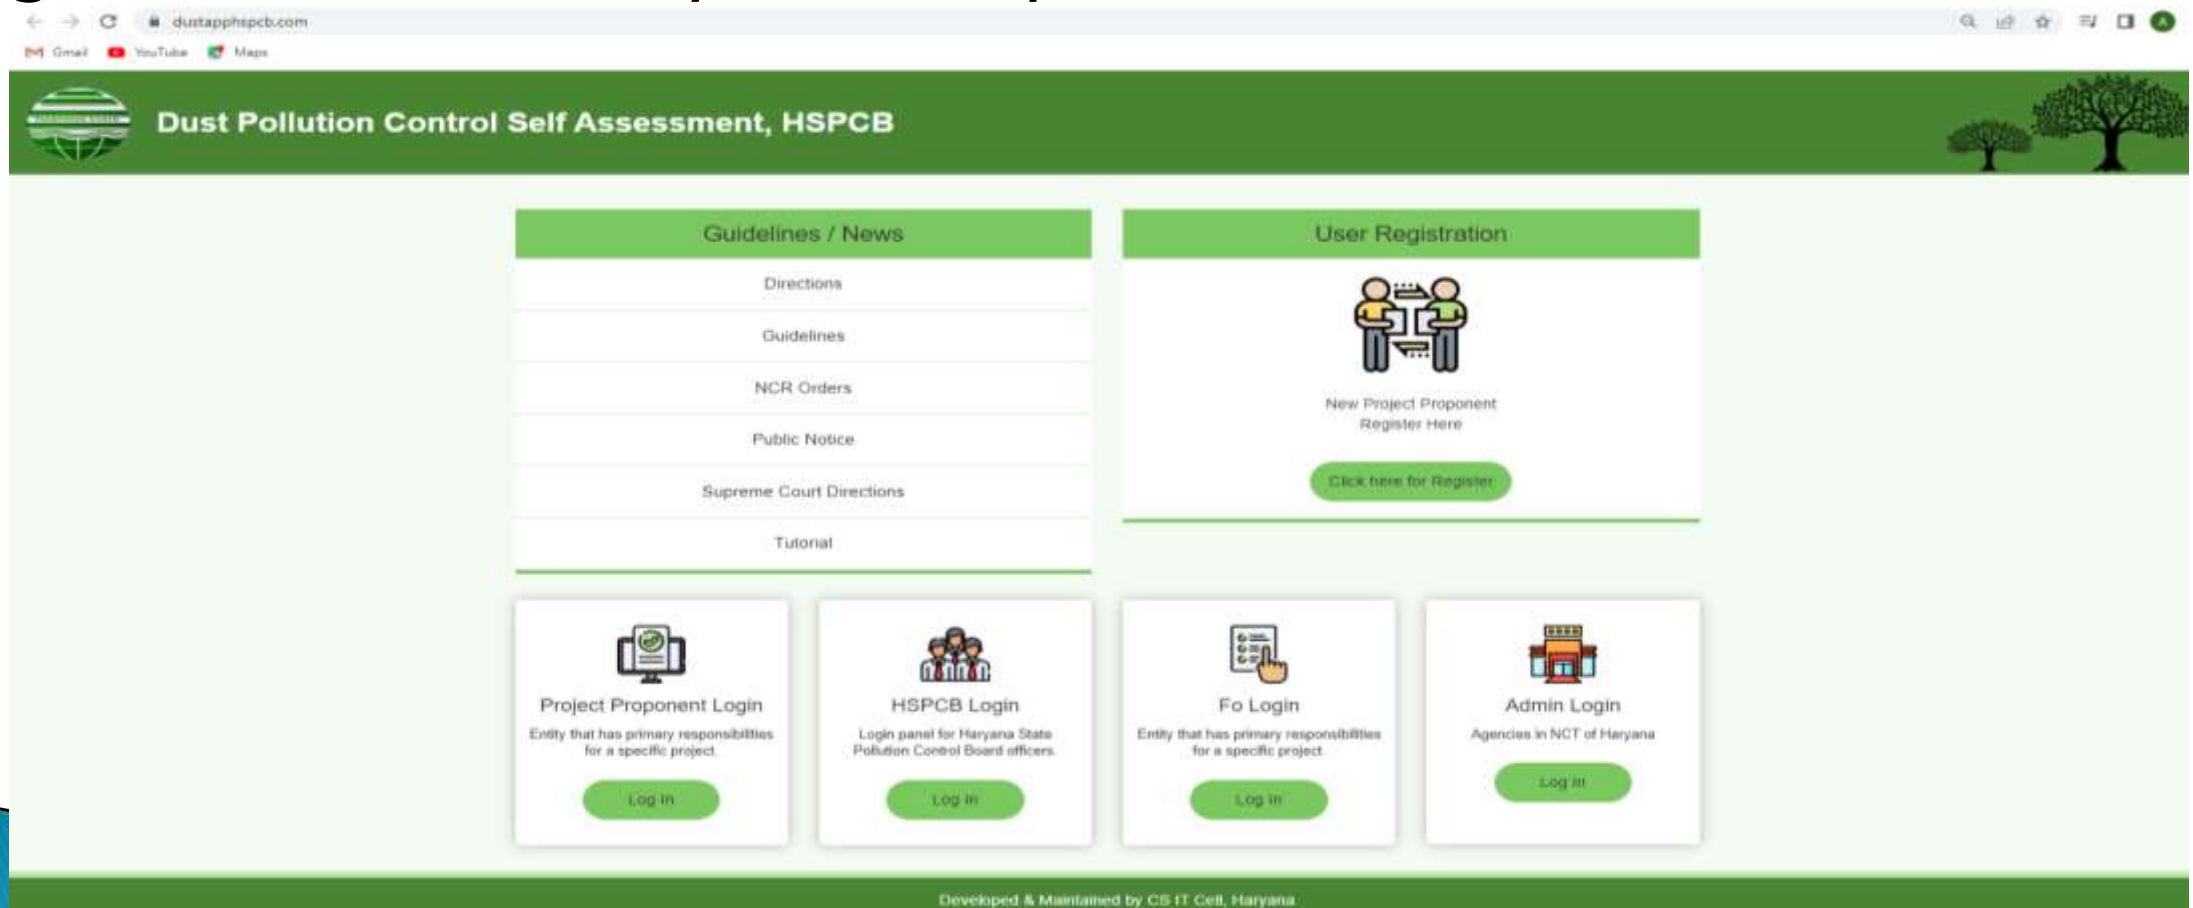 dustapphspcb.com
Gmail YouTube Maps
Dust Pollution Control Self Assessment, HSPCB
Guidelines / News
Directions
Guidelines
NCR Orders
Public Notice
Supreme Court Directions
Tutorial
User Registration
New Project Proponent
Register Here
Click here for Register
Project Proponent Login
Entity that has primary responsibilities
for a specific project.
Log In
HSPCB Login
Login panel for Haryana State
Pollution Control Board officers.
Log In
Fo Login
Entity that has primary responsibilities
for a specific project.
Log In
Admin Login
Agencies in NCT of Haryana
Log In
Developed & Maintained by CS IT Cell, Haryana